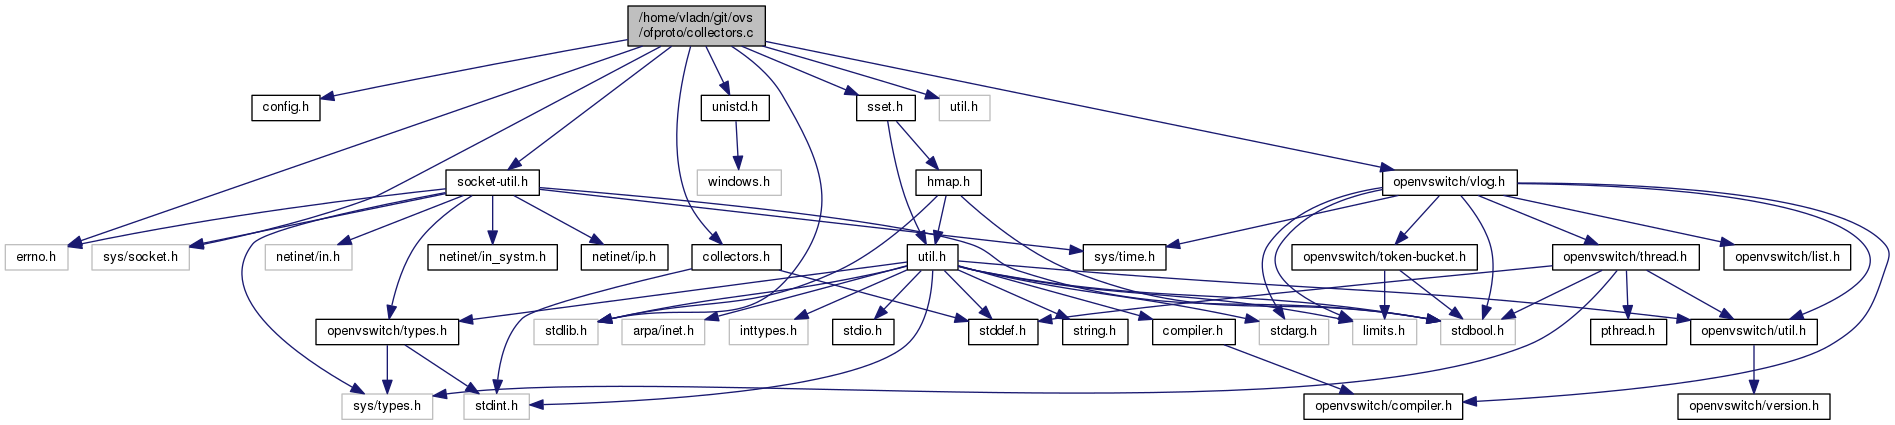 /home/vladn/git/ovs
/ofproto/collectors.c
config.h
unistd.h
sset.h
util.h
windows.h
socket-util.h
hmap.h
openvswitch/vlog.h
errno.h
sys/socket.h
netinet/in.h
netinet/in_systm.h
netinet/ip.h
collectors.h
util.h
sys/time.h
openvswitch/token-bucket.h
openvswitch/thread.h
openvswitch/list.h
openvswitch/types.h
stdlib.h
arpa/inet.h
inttypes.h
stdio.h
stddef.h
string.h
compiler.h
stdarg.h
limits.h
stdbool.h
pthread.h
openvswitch/util.h
sys/types.h
stdint.h
openvswitch/compiler.h
openvswitch/version.h